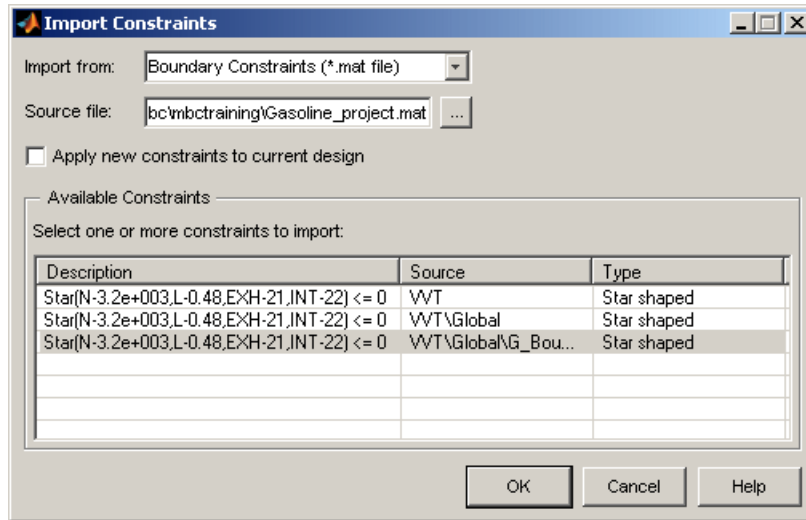 Import Constraints
Import from: Boundary Constraints (*.mat file)
Source file: bc\mbctraining\Gasoline_project.mat ...
Apply new constraints to current design
Available Constraints
Select one or more constraints to import:
Description Source Type
Star(N-3.2e+003,L-0.48,EXH-21,INT-22) <= 0 VVT Star shaped
Star(N-3.2e+003,L-0.48,EXH-21,INT-22) <= 0 VVT\Global Star shaped
Star(N-3.2e+003,L-0.48,EXH-21,INT-22) <= 0 VVT\Global\G_Bou... Star shaped
OK Cancel Help